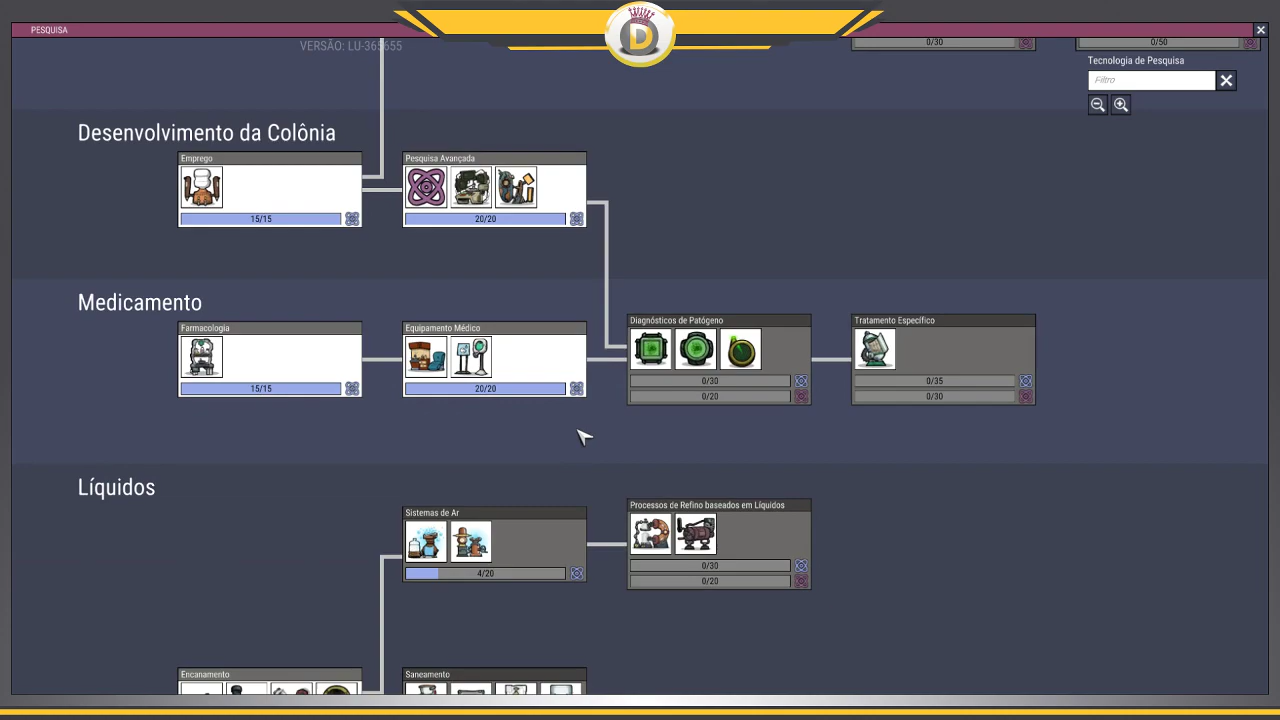 PESQUISA
D
VERSÃO: LU-365655
0/30
0/50
Tecnologia de Pesquisa
Filtro
Desenvolvimento da Colônia
Emprego
Pesquisa Avançada
15/15
20/20
Medicamento
Farmacologia
Equipamento Médico
Diagnósticos de Patógeno
Tratamento Específico
15/15
20/20
0/30
0/20
0/35
0/30
Líquidos
Sistemas de Ar
Processos de Refino baseados em Líquidos
4/20
0/30
0/20
Encanamento
Saneamento